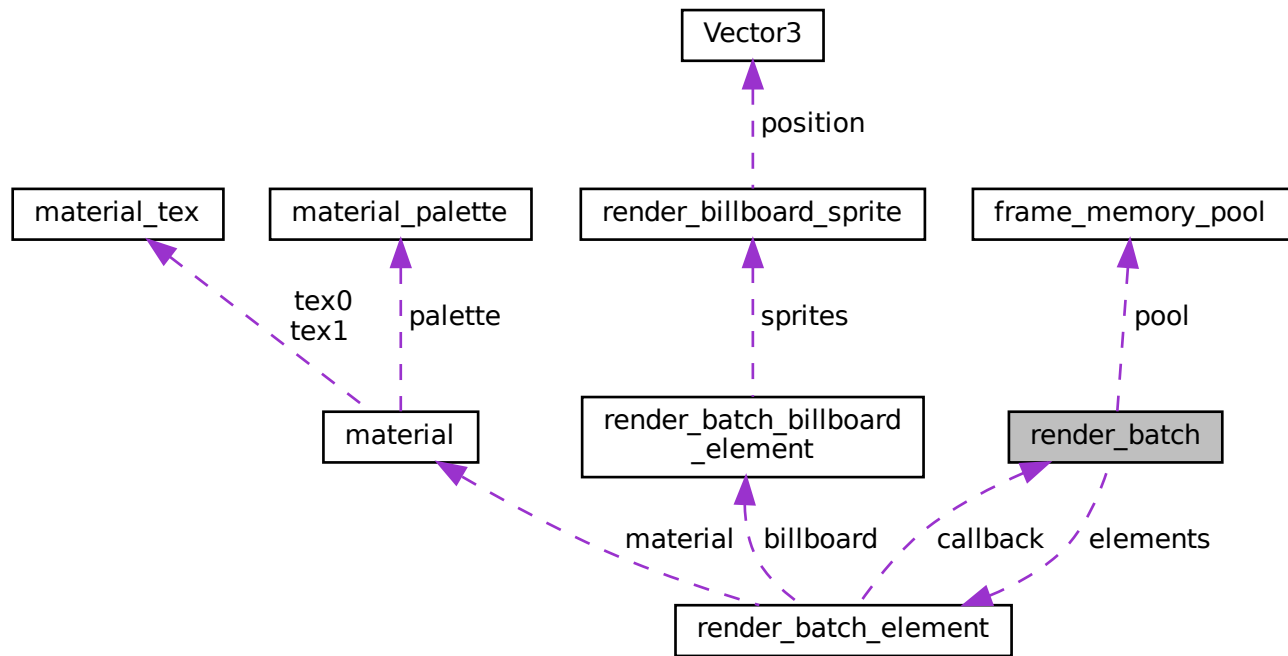 Vector3
position
material_tex
material_palette
render_billboard_sprite
frame_memory_pool
tex0
tex1
palette
sprites
pool
material
render_batch_billboard
_element
render_batch
material
billboard
callback
elements
render_batch_element